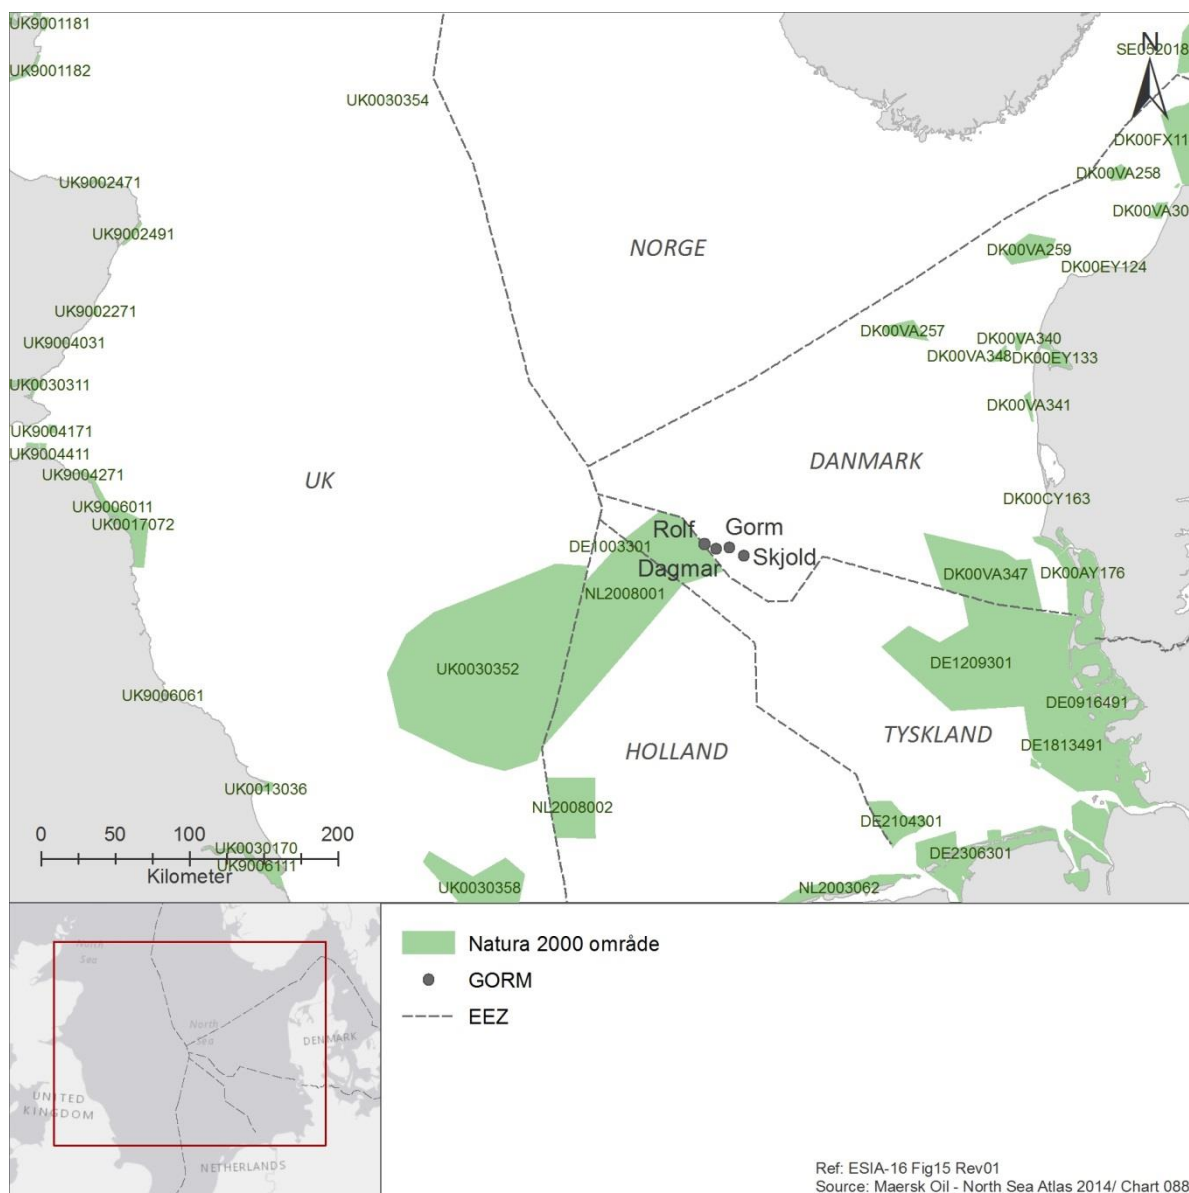 UK9001181
N
SE052018
UK9001182
UK0030354
DK00FX11
DK00VA258
UK9002471
DK00VA30
UK9002491
NORGE
DK00VA259
DK00EY124
UK9002271
DK00VA257
UK9004031
DK00VA340
DK00VA348
DK00EY133
UK0030311
DK00VA341
UK9004171
UK9004411
DANMARK
UK9004271
UK
DK00CY163
UK9006011
UK0017072
Rolf
Gorm
DE1003301
Skjold
Dagmar
DK00VA347
DK00AY176
NL2008001
UK0030352
DE1209301
UK9006061
DE0916491
HOLLAND
TYSKLAND
DE1813491
UK0013036
NL2008002
DE2104301
0 50 100 200
UK0030170
UK9006111
Kilometer
DE2306301
UK0030358
NL2003062
North
Sea
North
Sea
DENMARK
UNITED
KINGDOM
NETHERLANDS
Natura 2000 område
GORM
EEZ
Ref: ESIA-16 Fig15 Rev01
Source: Maersk Oil - North Sea Atlas 2014/ Chart 088